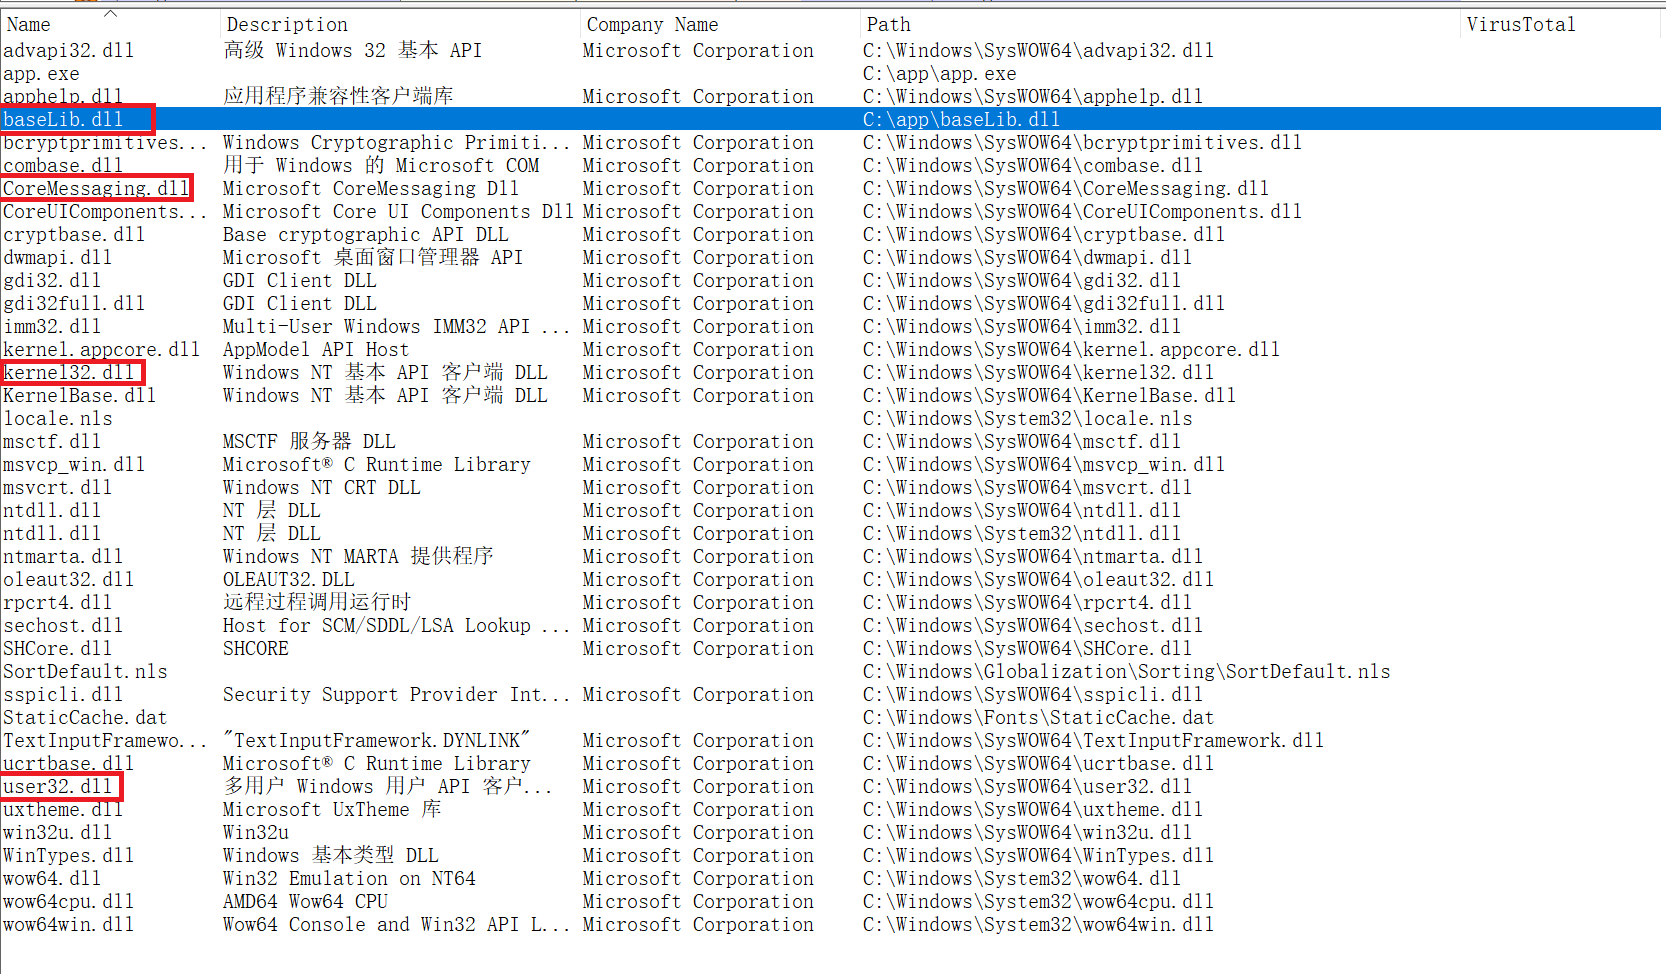 Name Description Company Name Path VirusTotal
advapi32.dll 高级 Windows 32 基本 API Microsoft Corporation C:\Windows\SysWOW64\advapi32.dll
app.exe C:\app\app.exe
apphelp.dll 应用程序兼容性客户端库 Microsoft Corporation C:\Windows\SysWOW64\apphelp.dll
baseLib.dll C:\app\baseLib.dll
bcryptprimitives... Windows Cryptographic Primiti... Microsoft Corporation C:\Windows\SysWOW64\bcryptprimitives.dll
combase.dll 用于 Windows 的 Microsoft COM Microsoft Corporation C:\Windows\SysWOW64\combase.dll
CoreMessaging.dll Microsoft CoreMessaging Dll Microsoft Corporation C:\Windows\SysWOW64\CoreMessaging.dll
CoreUIComponents... Microsoft Core UI Components Dll Microsoft Corporation C:\Windows\SysWOW64\CoreUIComponents.dll
cryptbase.dll Base cryptographic API DLL Microsoft Corporation C:\Windows\SysWOW64\cryptbase.dll
dwmapi.dll Microsoft 桌面窗口管理器 API Microsoft Corporation C:\Windows\SysWOW64\dwmapi.dll
gdi32.dll GDI Client DLL Microsoft Corporation C:\Windows\SysWOW64\gdi32.dll
gdi32full.dll GDI Client DLL Microsoft Corporation C:\Windows\SysWOW64\gdi32full.dll
imm32.dll Multi-User Windows IMM32 API ... Microsoft Corporation C:\Windows\SysWOW64\imm32.dll
kernel.appcore.dll AppModel API Host Microsoft Corporation C:\Windows\SysWOW64\kernel.appcore.dll
kernel32.dll Windows NT 基本 API 客户端 DLL Microsoft Corporation C:\Windows\SysWOW64\kernel32.dll
KernelBase.dll Windows NT 基本 API 客户端 DLL Microsoft Corporation C:\Windows\SysWOW64\KernelBase.dll
locale.nls C:\Windows\System32\locale.nls
msctf.dll MSCTF 服务器 DLL Microsoft Corporation C:\Windows\SysWOW64\msctf.dll
msvcp_win.dll Microsoft® C Runtime Library Microsoft Corporation C:\Windows\SysWOW64\msvcp_win.dll
msvcrt.dll Windows NT CRT DLL Microsoft Corporation C:\Windows\SysWOW64\msvcrt.dll
ntdll.dll NT 层 DLL Microsoft Corporation C:\Windows\SysWOW64\ntdll.dll
ntdll.dll NT 层 DLL Microsoft Corporation C:\Windows\System32\ntdll.dll
ntmarta.dll Windows NT MARTA 提供程序 Microsoft Corporation C:\Windows\SysWOW64\ntmarta.dll
oleaut32.dll OLEAUT32.DLL Microsoft Corporation C:\Windows\SysWOW64\oleaut32.dll
rpcrt4.dll 远程过程调用运行时 Microsoft Corporation C:\Windows\SysWOW64\rpcrt4.dll
sechost.dll Host for SCM/SDDL/LSA Lookup ... Microsoft Corporation C:\Windows\SysWOW64\sechost.dll
SHCore.dll SHCORE Microsoft Corporation C:\Windows\SysWOW64\SHCore.dll
SortDefault.nls C:\Windows\Globalization\Sorting\SortDefault.nls
sspicli.dll Security Support Provider Int... Microsoft Corporation C:\Windows\SysWOW64\sspicli.dll
StaticCache.dat C:\Windows\Fonts\StaticCache.dat
TextInputFramewo... "TextInputFramework.DYNLINK" Microsoft Corporation C:\Windows\SysWOW64\TextInputFramework.dll
ucrtbase.dll Microsoft® C Runtime Library Microsoft Corporation C:\Windows\SysWOW64\ucrtbase.dll
user32.dll 多用户 Windows 用户 API 客户... Microsoft Corporation C:\Windows\SysWOW64\user32.dll
uxtheme.dll Microsoft UxTheme 库 Microsoft Corporation C:\Windows\SysWOW64\uxtheme.dll
win32u.dll Win32u Microsoft Corporation C:\Windows\SysWOW64\win32u.dll
WinTypes.dll Windows 基本类型 DLL Microsoft Corporation C:\Windows\SysWOW64\WinTypes.dll
wow64.dll Win32 Emulation on NT64 Microsoft Corporation C:\Windows\System32\wow64.dll
wow64cpu.dll AMD64 Wow64 CPU Microsoft Corporation C:\Windows\System32\wow64cpu.dll
wow64win.dll Wow64 Console and Win32 API L... Microsoft Corporation C:\Windows\System32\wow64win.dll